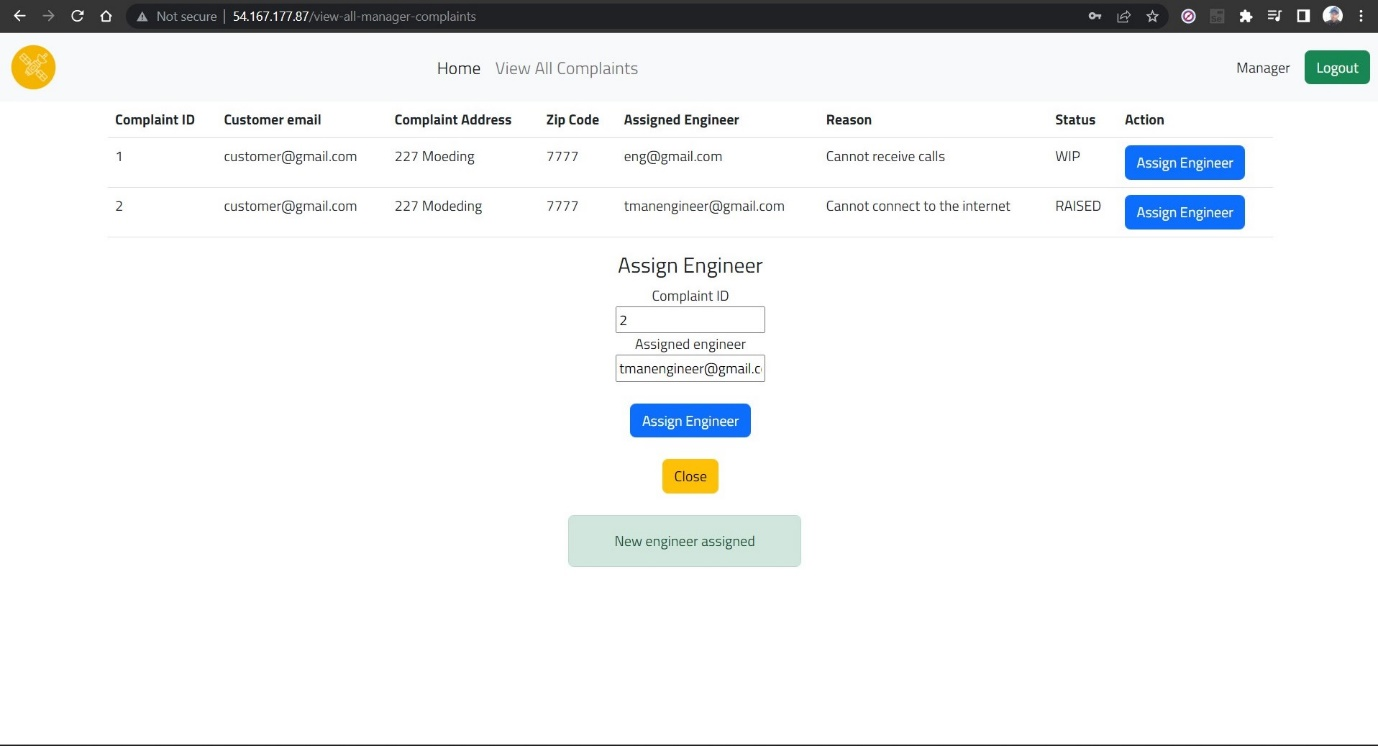 Not secure | 54.167.177.87/view-all-manager-complaints
Home View All Complaints Manager Logout
Complaint ID Customer email Complaint Address Zip Code Assigned Engineer Reason Status Action
1 customer@gmail.com 227 Moeding 7777 eng@gmail.com Cannot receive calls WIP Assign Engineer
2 customer@gmail.com 227 Modeding 7777 tmanengineer@gmail.com Cannot connect to the internet RAISED Assign Engineer
Assign Engineer
Complaint ID
2
Assigned engineer
tmanengineer@gmail.c
Assign Engineer
Close
New engineer assigned